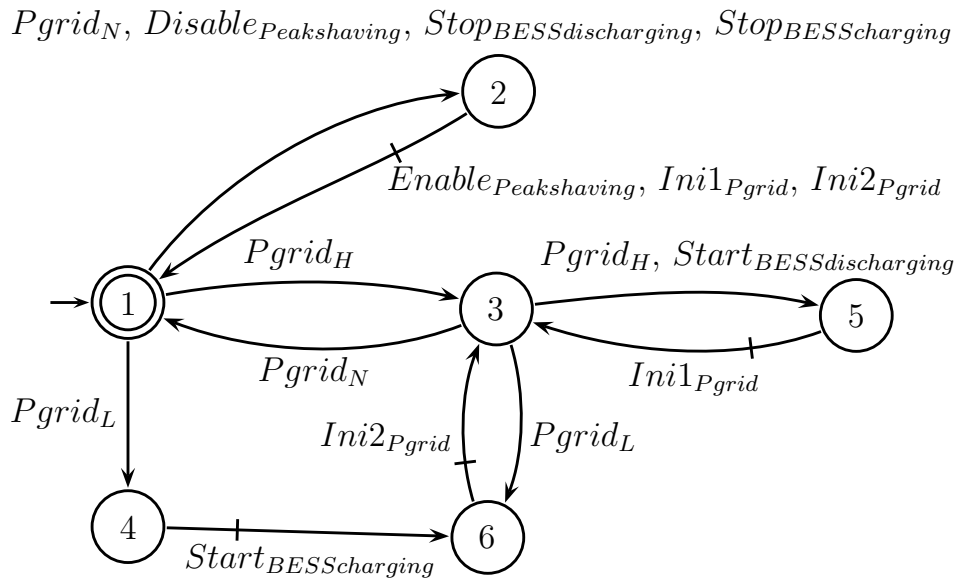 Pgrid_N, Disable_Peakshaving, Stop_BESSdischarging, Stop_BESScharging
2
Enable_Peakshaving, Ini1_Pgrid, Ini2_Pgrid
Pgrid_H
Pgrid_H, Start_BESSdischarging
1
3
5
Pgrid_N
Ini1_Pgrid
Pgrid_L
Ini2_Pgrid
Pgrid_L
4
6
Start_BESScharging